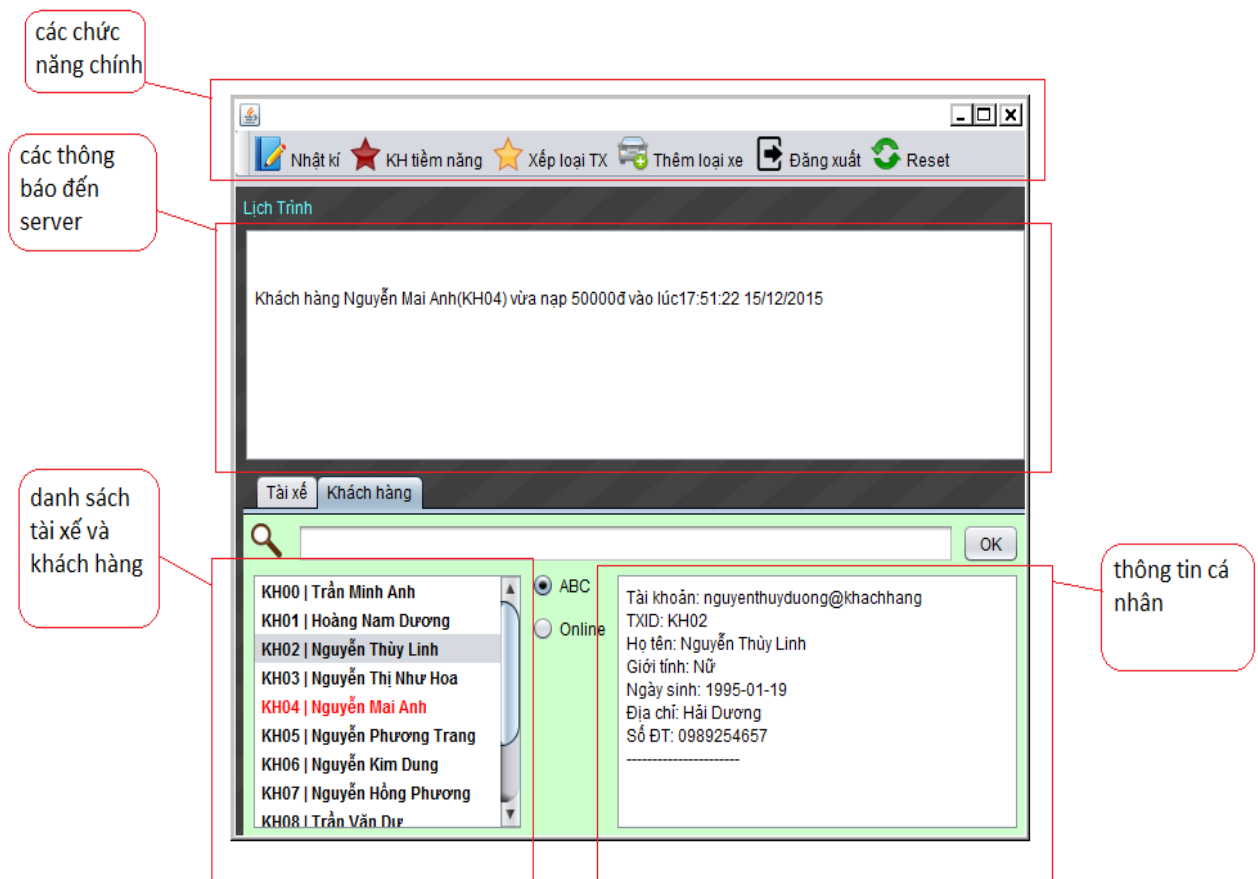 các chức
năng chính
các thông
báo đến
server
danh sách
tài xế và
khách hàng
thông tin cá
nhân
Nhật kí KH tiềm năng Xếp loại TX Thêm loại xe Đăng xuất Reset
Lịch Trình
Khách hàng Nguyễn Mai Anh(KH04) vừa nạp 50000đ vào lúc17:51:22 15/12/2015
Tài xế Khách hàng
OK
KH00 | Trần Minh Anh
KH01 | Hoàng Nam Dương
KH02 | Nguyễn Thùy Linh
KH03 | Nguyễn Thị Như Hoa
KH04 | Nguyễn Mai Anh
KH05 | Nguyễn Phương Trang
KH06 | Nguyễn Kim Dung
KH07 | Nguyễn Hồng Phương
KH08 | Trần Văn Dư
ABC
Online
Tài khoản: nguyenthuyduong@khachhang
TXID: KH02
Họ tên: Nguyễn Thùy Linh
Giới tính: Nữ
Ngày sinh: 1995-01-19
Địa chỉ: Hải Dương
Số ĐT: 0989254657
----------------------